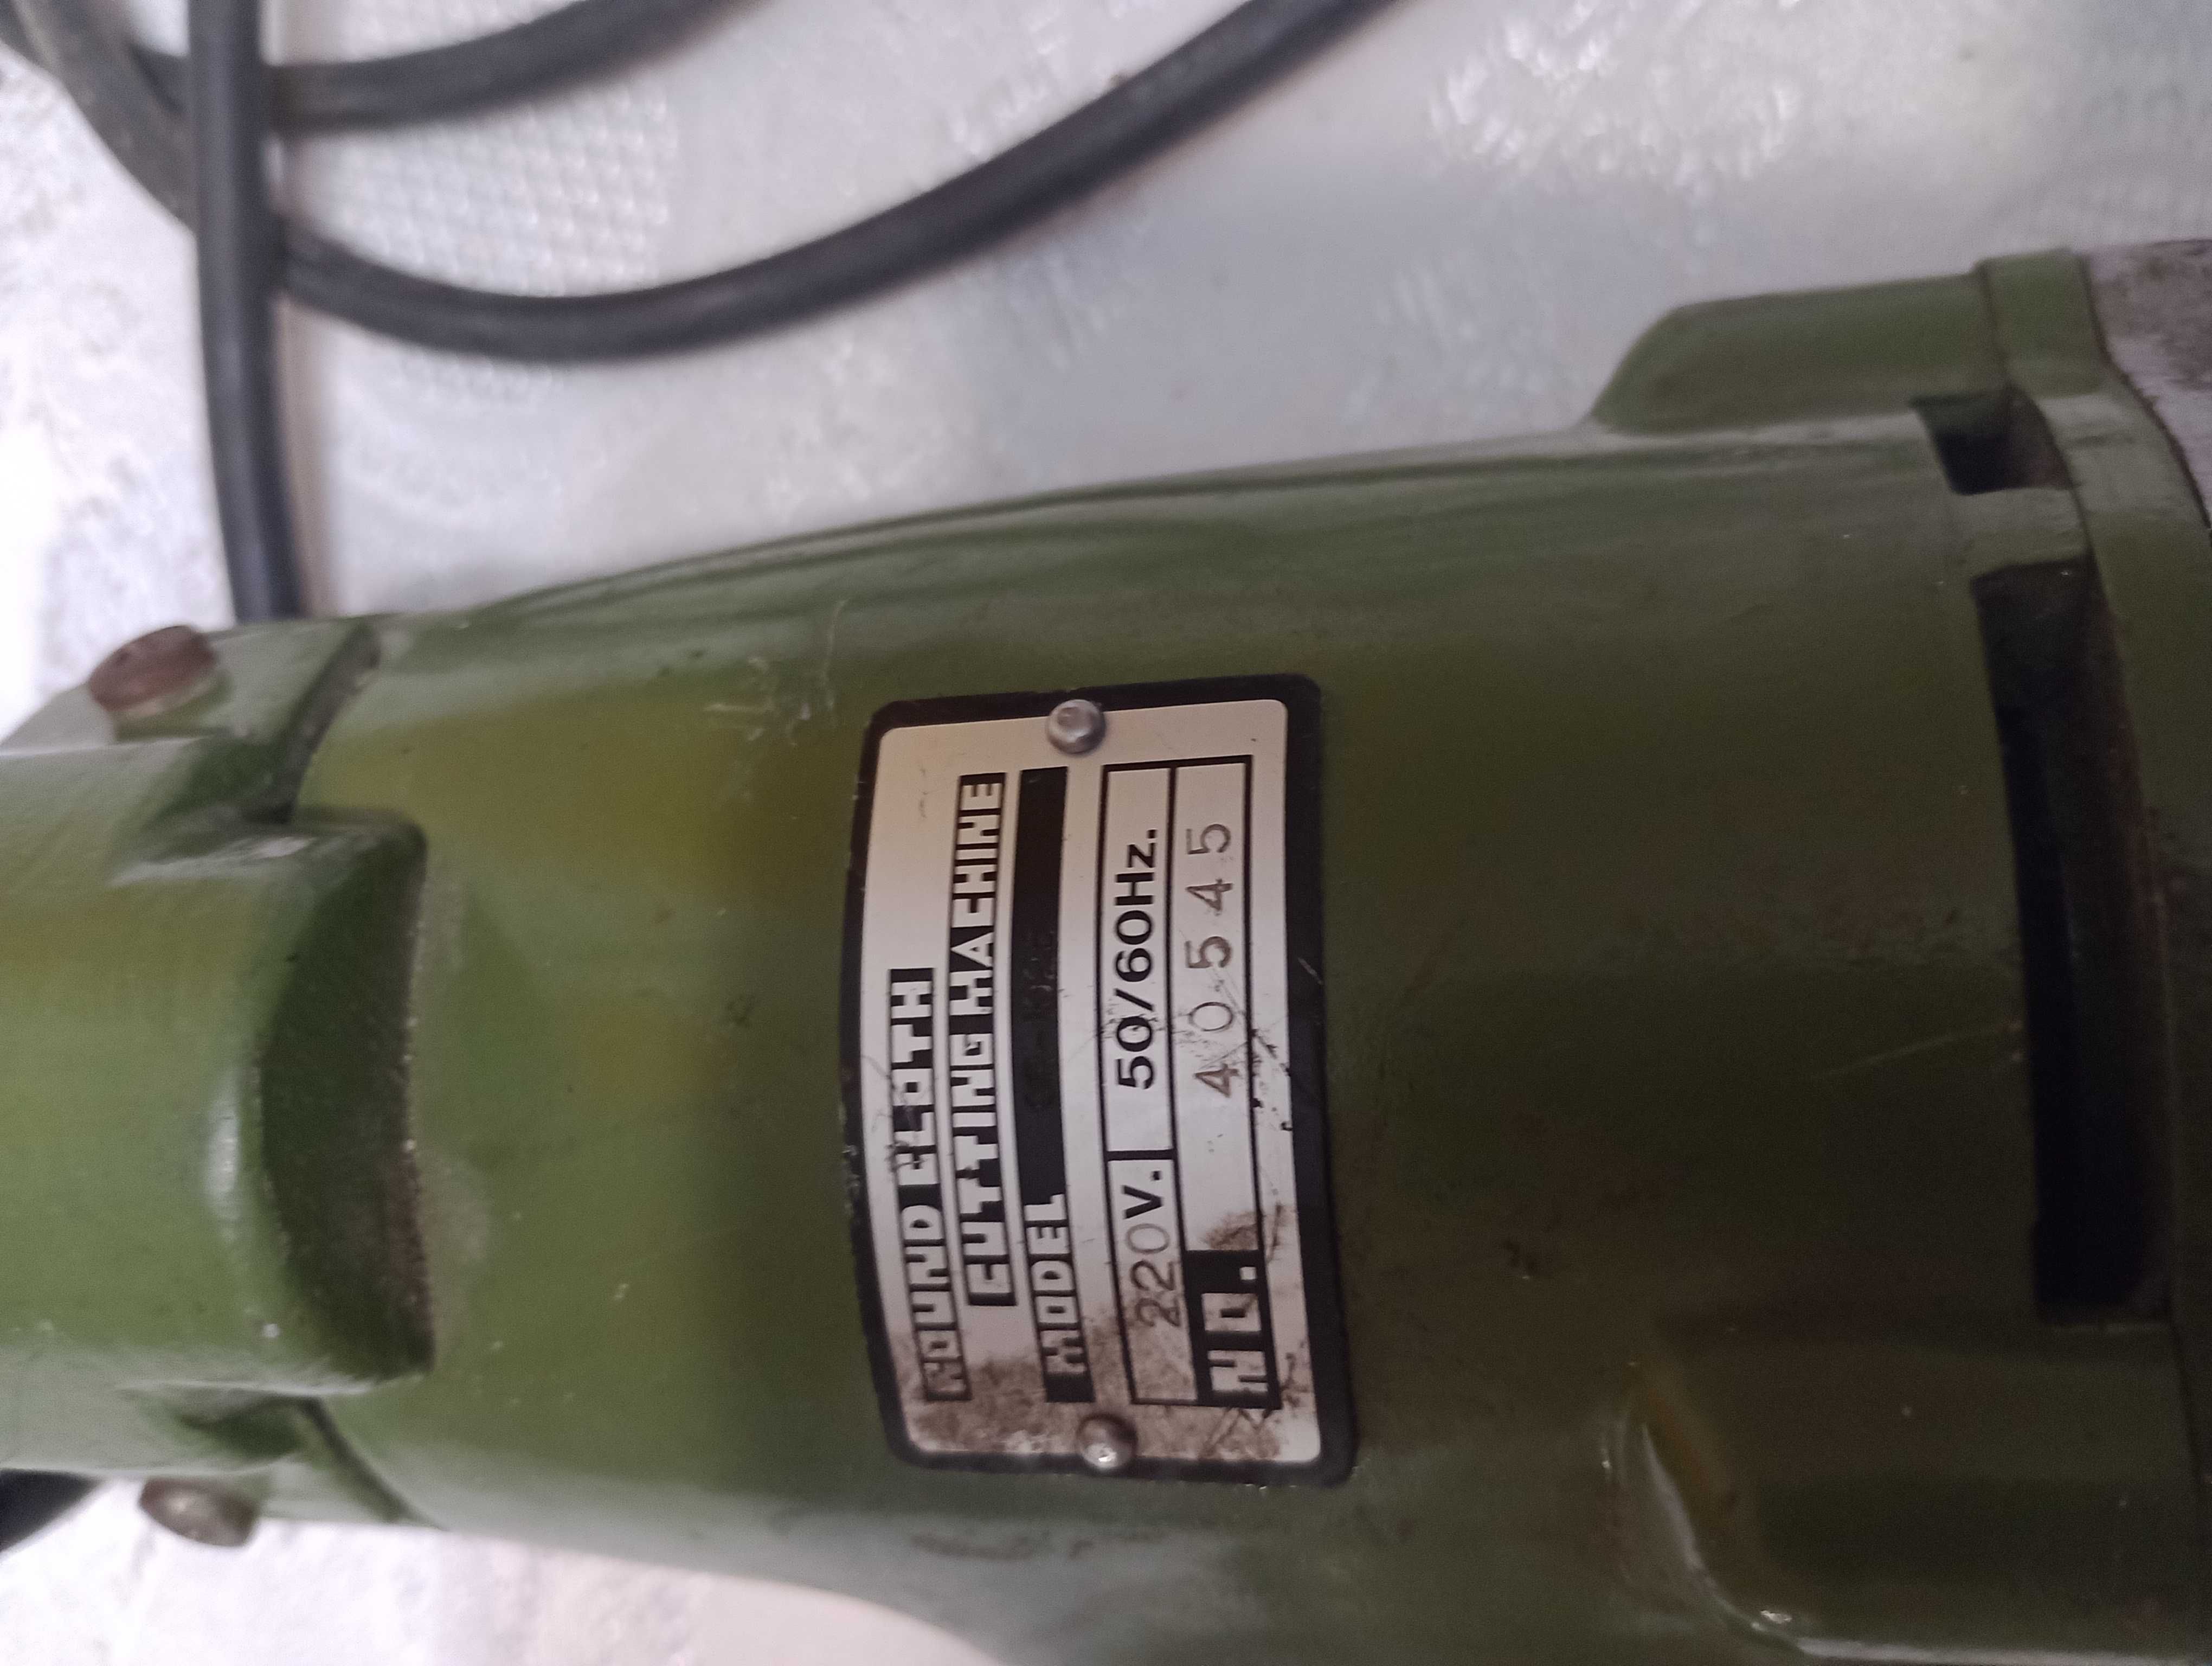 ROUND CLOTH
CUTTING MACHINE
MODEL
220V. 50/60Hz.
NO. 40545